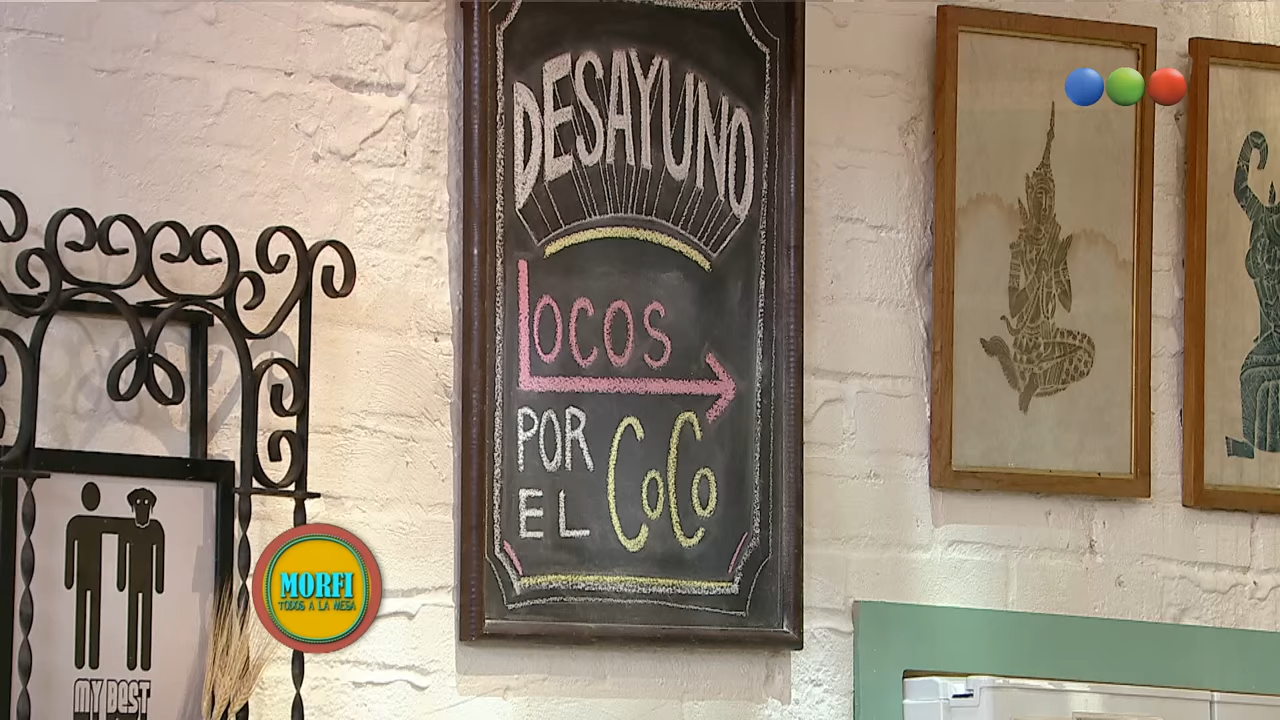 DESAYUNO
LOCOS
POR
EL
CoCo
MORFI
TODOS A LA MESA
MY BEST